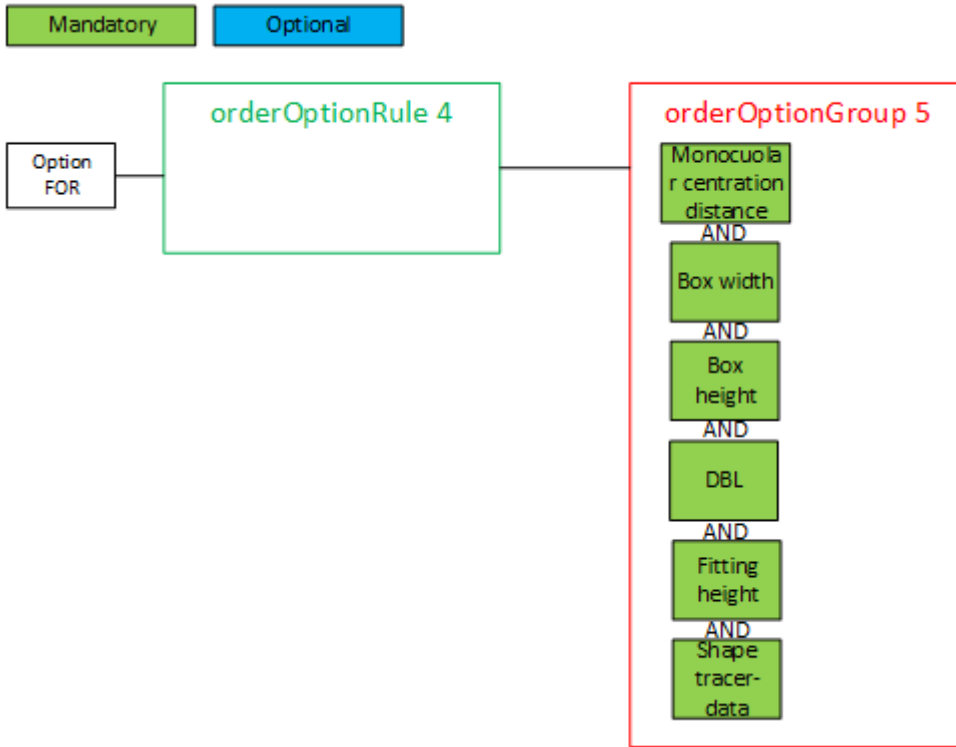 Mandatory
Optional
orderOptionRule 4
orderOptionGroup 5
Option
FOR
Monocuola
r centration
distance
AND
Box width
AND
Box
height
AND
DBL
AND
Fitting
height
AND
Shape
tracer-
data